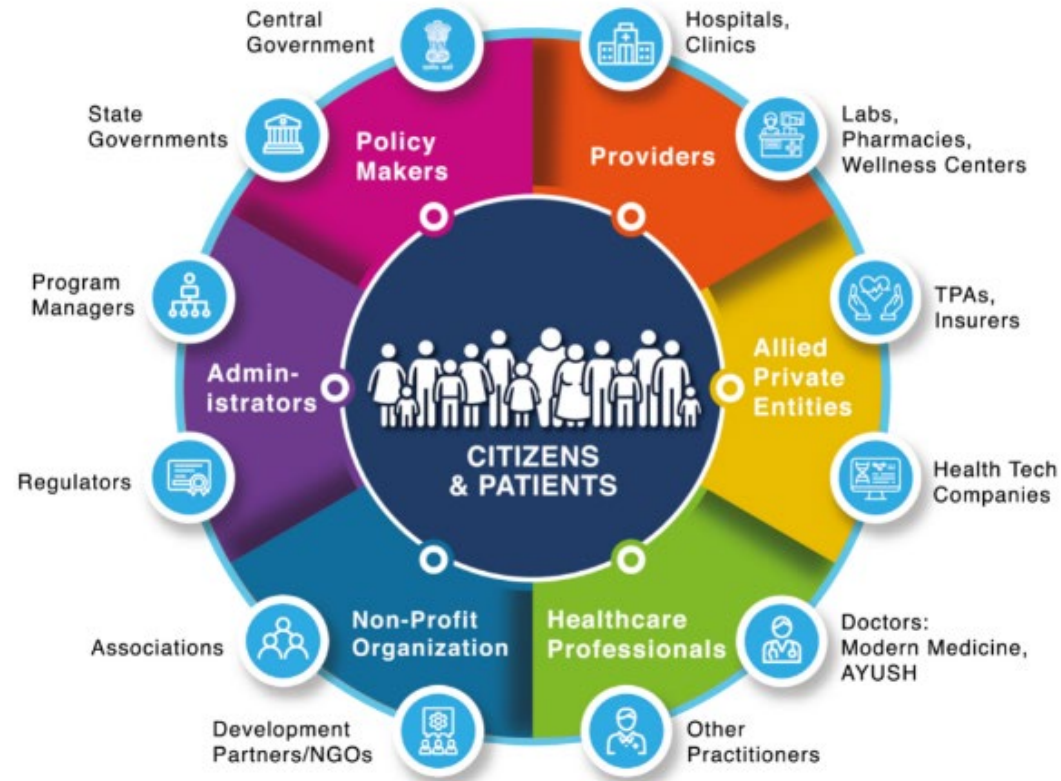 Central
Government
Hospitals,
Clinics
State
Governments
Policy
Makers
Providers
Labs,
Pharmacies,
Wellness Centers
Program
Managers
Admin-
istrators
Allied
Private
Entities
TPAs,
Insurers
CITIZENS
& PATIENTS
Regulators
Health Tech
Companies
Non-Profit
Organization
Healthcare
Professionals
Associations
Doctors:
Modern Medicine,
AYUSH
Development
Partners/NGOs
Other
Practitioners